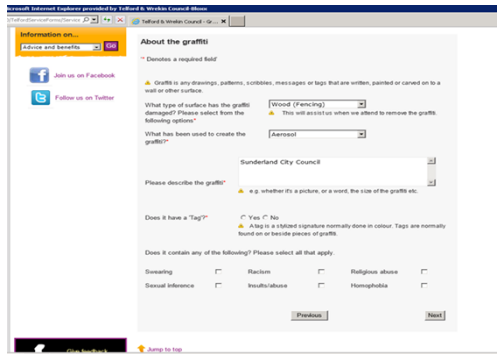 Microsoft Internet Explorer provided by Telford & Wrekin Council
/TelfordServiceForms/Service
Telford & Wrekin Council - Gr...
Information on...
Advice and benefits
GO
Join us on Facebook
Follow us on Twitter
About the graffiti
* Denotes a required field
Graffiti is any drawings, patterns, scribbles, messages or tags that are written, painted or carved on to a
wall or other surface.
What type of surface has the graffiti
damaged? Please select from the
following options*
Wood (Fencing)
This will assist us when we attend to remove the graffiti.
What has been used to create the
graffiti?*
Aerosol
Please describe the graffiti*
Sunderland City Council
e.g. whether it's a picture, or a word, the size of the graffiti etc.
Does it have a 'Tag'?*
Yes No
A tag is a stylized signature normally done in colour. Tags are normally
found on or beside pieces of graffiti.
Does it contain any of the following? Please select all that apply.
Swearing Racism Religious abuse
Sexual inference Insults/abuse Homophobia
Previous Next
Give feedback
Jump to top